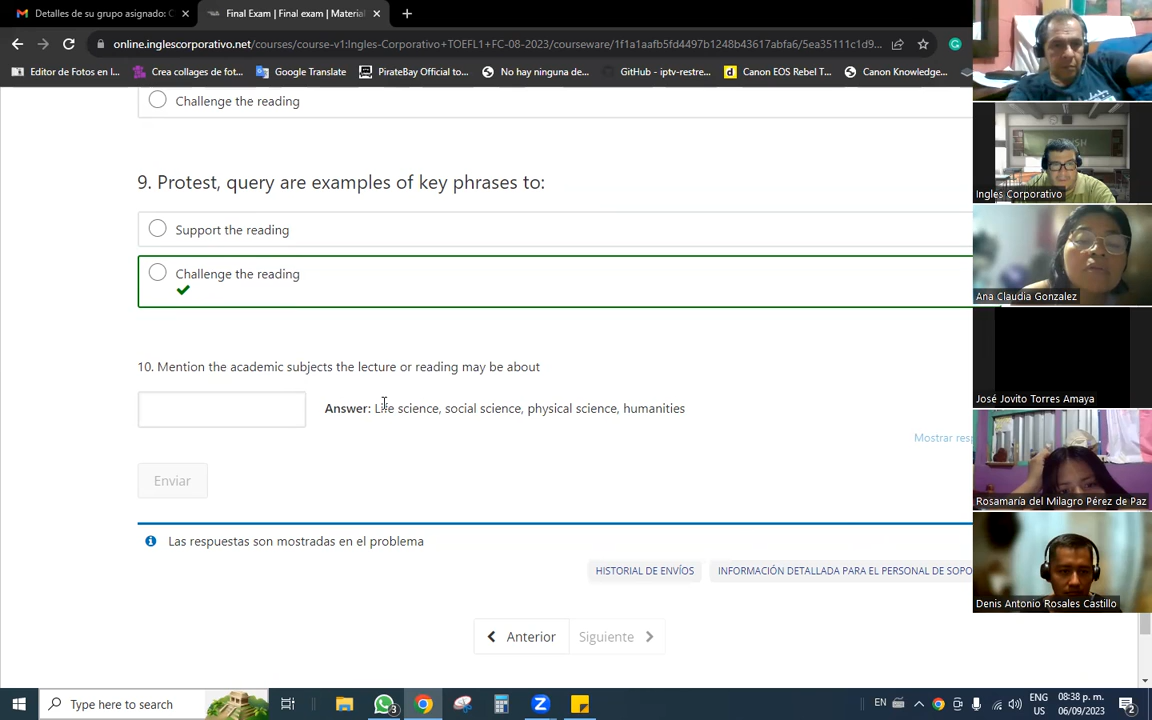 Detalles de su grupo asignado: C
Final Exam | Final exam | Material
online.inglescorporativo.net/courses/course-v1:Ingles-Corporativo+TOEFL1+FC-08-2023/courseware/1f1a1aafb5fd4497b1248b43617abfa6/5ea35111c1d9...
Editor de Fotos en l...
Crea collages de fot...
Google Translate
PirateBay Official to...
No hay ninguna de...
GitHub - iptv-restre...
Canon EOS Rebel T...
Canon Knowledge...
Challenge the reading
9. Protest, query are examples of key phrases to:
Support the reading
Challenge the reading
10. Mention the academic subjects the lecture or reading may be about
Answer: Life science, social science, physical science, humanities
Mostrar resp
Enviar
Las respuestas son mostradas en el problema
HISTORIAL DE ENVÍOS
INFORMACIÓN DETALLADA PARA EL PERSONAL DE SOPO
Anterior
Siguiente
Ingles Corporativo
Ana Claudia Gonzalez
José Jovito Torres Amaya
Rosamaría del Milagro Pérez de Paz
Denis Antonio Rosales Castillo
Type here to search
3
EN
ENG
US
08:38 p. m.
06/09/2023
2